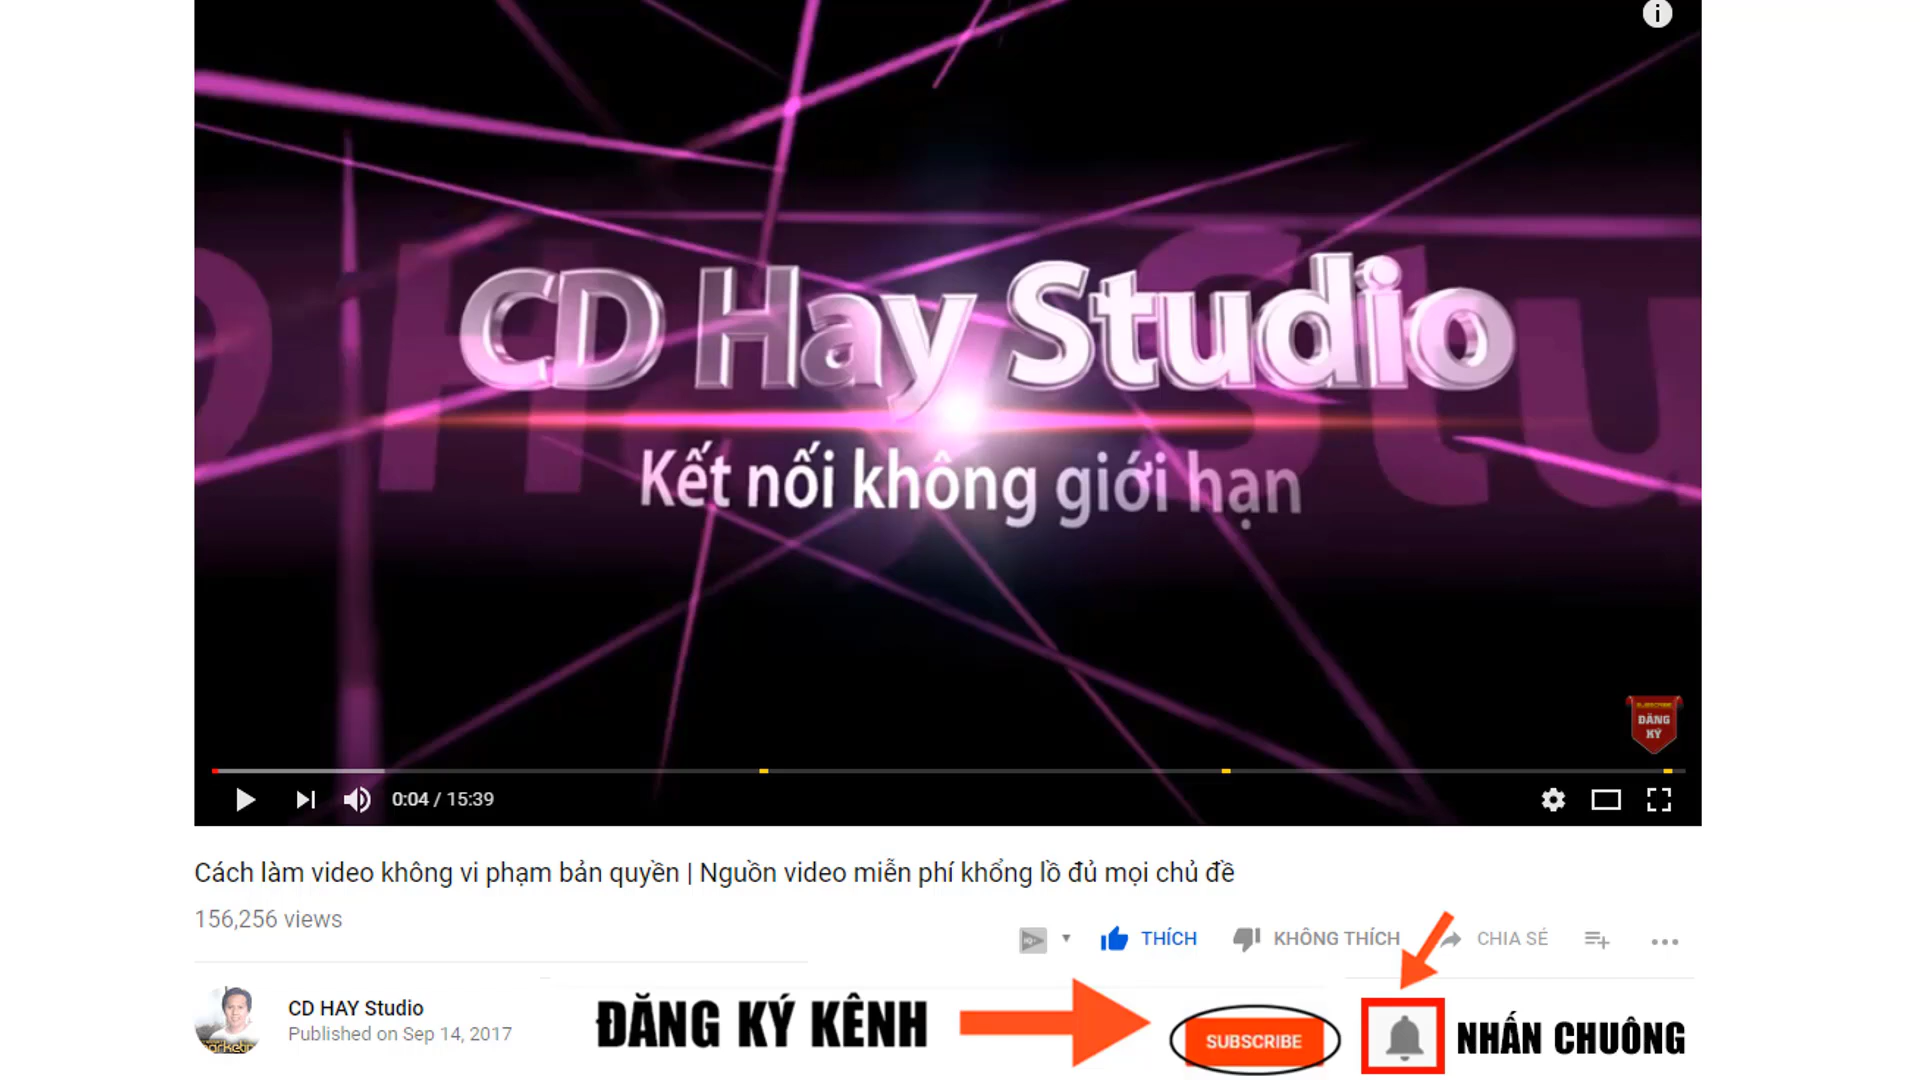 CD Hay Studio
Kết nối không giới hạn
SUBSCRIBE
ĐĂNG
KÝ
0:04 / 15:39
Cách làm video không vi phạm bản quyền | Nguồn video miễn phí khổng lồ đủ mọi chủ đề
156,256 views
THÍCH
KHÔNG THÍCH
CHIA SẺ
CD HAY Studio
Published on Sep 14, 2017
ĐĂNG KÝ KÊNH
SUBSCRIBE
NHẤN CHUÔNG